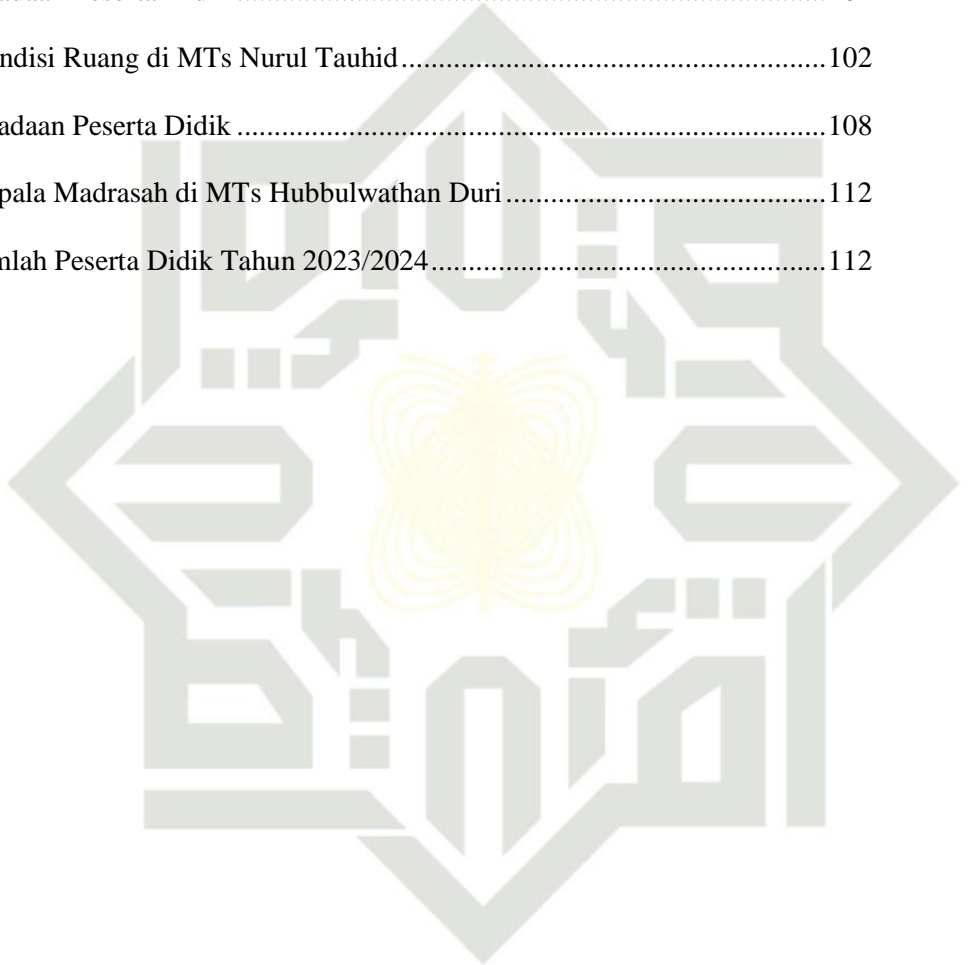 ndisi Ruang di MTs Nurul Tauhid.....................................................102
adaan Peserta Didik ...........................................................................108
pala Madrasah di MTs Hubbulwathan Duri.......................................112
mlah Peserta Didik Tahun 2023/2024.................................................112